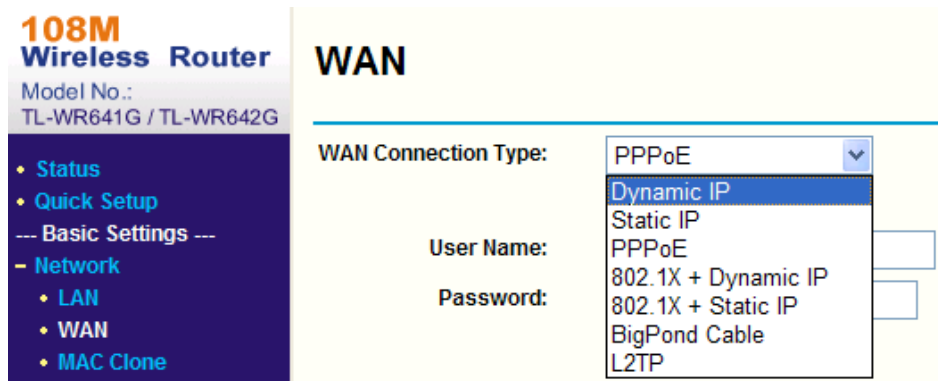 108M
Wireless Router
Model No.:
TL-WR641G / TL-WR642G
• Status
• Quick Setup
--- Basic Settings ---
– Network
• LAN
• WAN
• MAC Clone
WAN
WAN Connection Type:
PPPoE
Dynamic IP
Static IP
PPPoE
802.1X + Dynamic IP
802.1X + Static IP
BigPond Cable
L2TP
User Name:
Password: